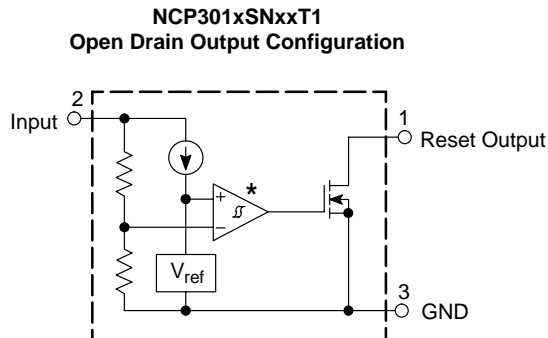 NCP301xSNxxT1
Open Drain Output Configuration
2
Input
1
Reset Output
*
+
−
Vref
3
GND